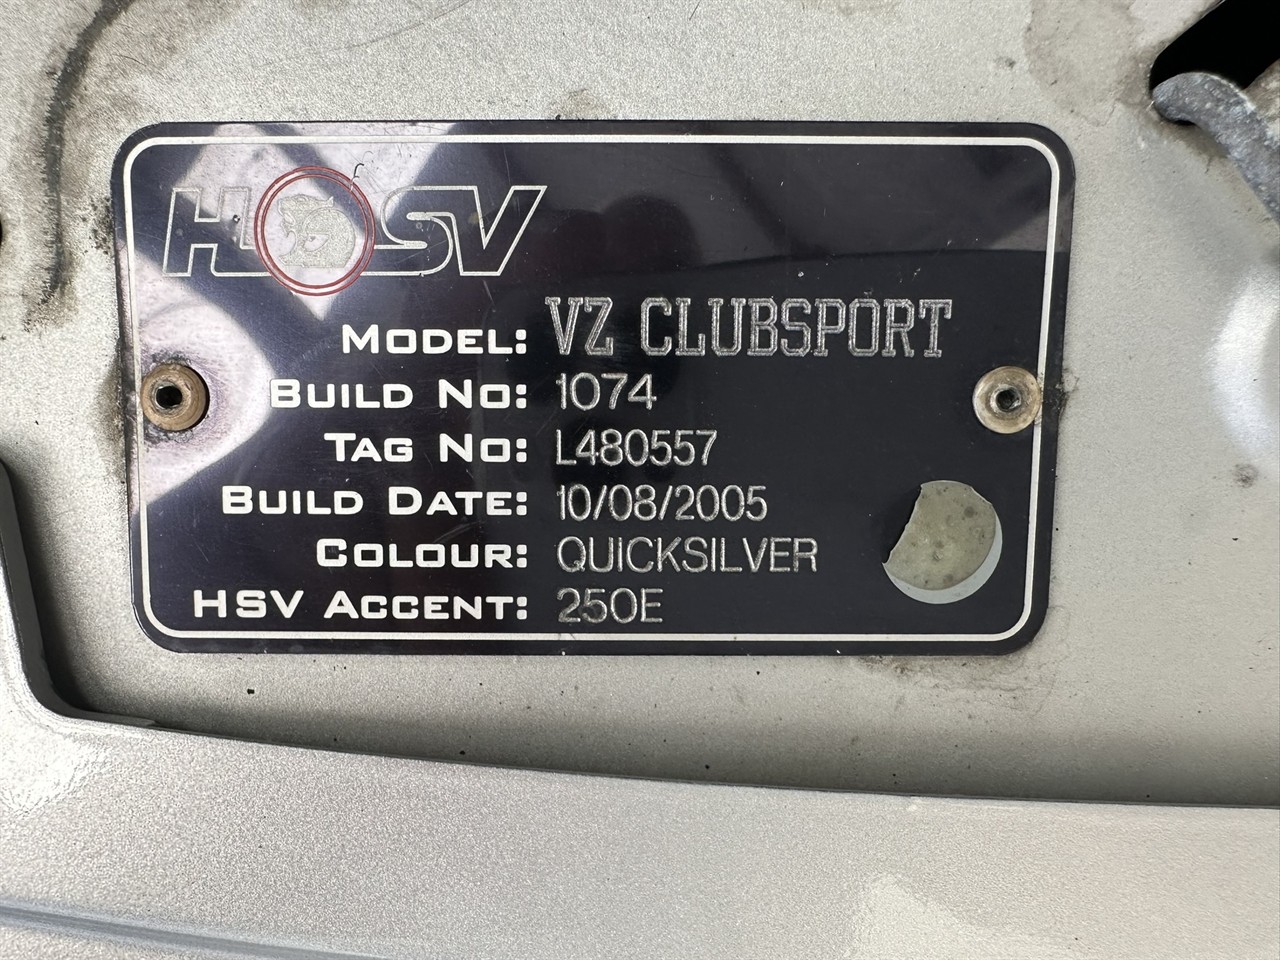 HSV
MODEL: VZ CLUBSPORT
BUILD NO: 1074
TAG NO: L480557
BUILD DATE: 10/08/2005
COLOUR: QUICKSILVER
HSV ACCENT: 250E